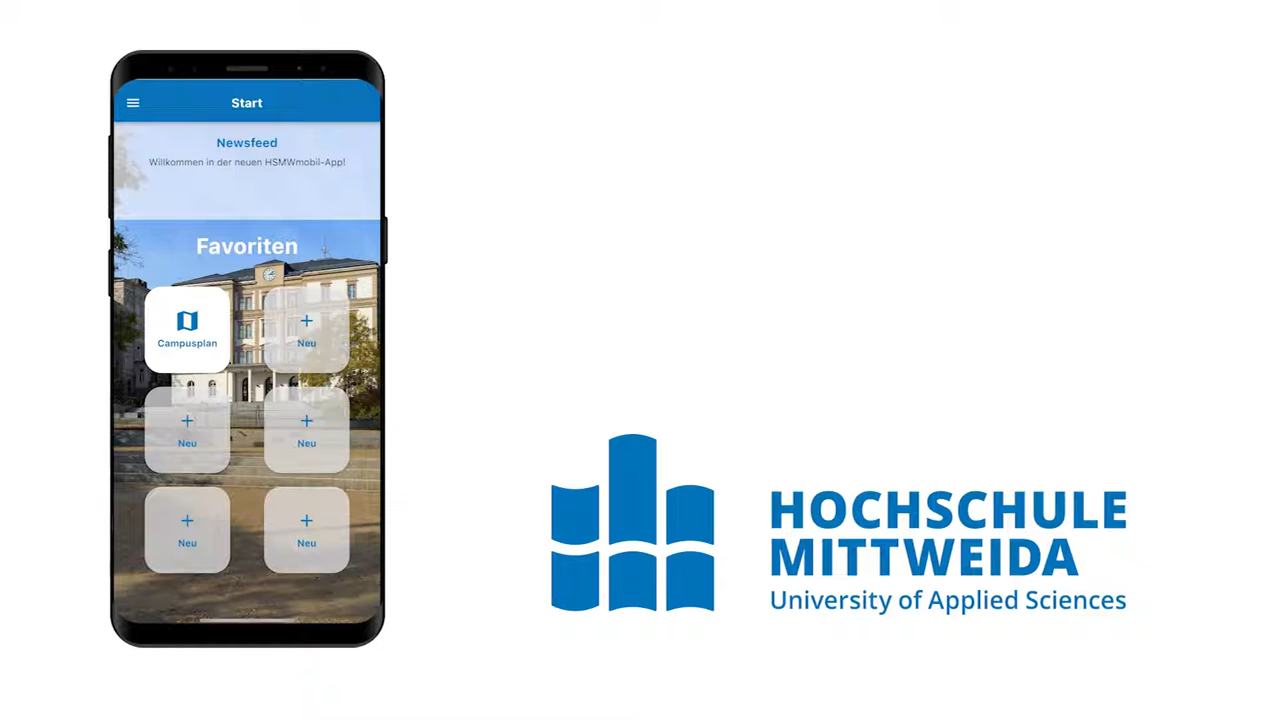 Start
Newsfeed
Willkommen in der neuen HSMWmobil-App!
Favoriten
Campusplan
Neu
Neu
Neu
Neu
Neu
HOCHSCHULE
MITTWEIDA
University of Applied Sciences